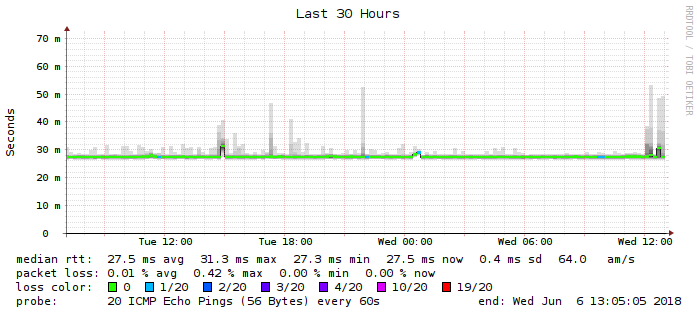 Last 30 Hours
RRDTOOL / TOBI OETIKER
Seconds
70 m
60 m
50 m
40 m
30 m
20 m
10 m
0
Tue 12:00 Tue 18:00 Wed 00:00 Wed 06:00 Wed 12:00
median rtt: 27.5 ms avg 31.3 ms max 27.3 ms min 27.5 ms now 0.4 ms sd 64.0 am/s
packet loss: 0.01 % avg 0.42 % max 0.00 % min 0.00 % now
loss color: 0 1/20 2/20 3/20 4/20 10/20 19/20
probe: 20 ICMP Echo Pings (56 Bytes) every 60s end: Wed Jun 6 13:05:05 2018